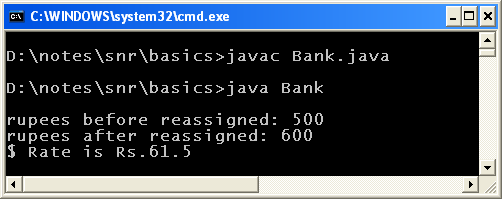 C:\WINDOWS\system32\cmd.exe
D:\notes\snr\basics>javac Bank.java
D:\notes\snr\basics>java Bank
rupees before reassigned: 500
rupees after reassigned: 600
$ Rate is Rs.61.5